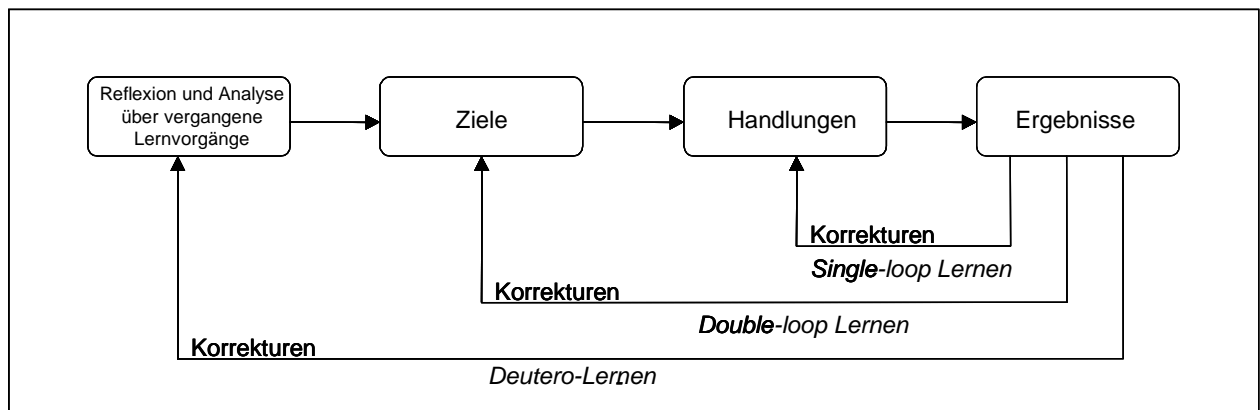 Reflexion und Analyse
über vergangene
Lernvorgänge
Ziele
Handlungen
Ergebnisse
Korrekturen
Single-loop Lernen
Korrekturen
Double-loop Lernen
Korrekturen
Deutero-Lernen